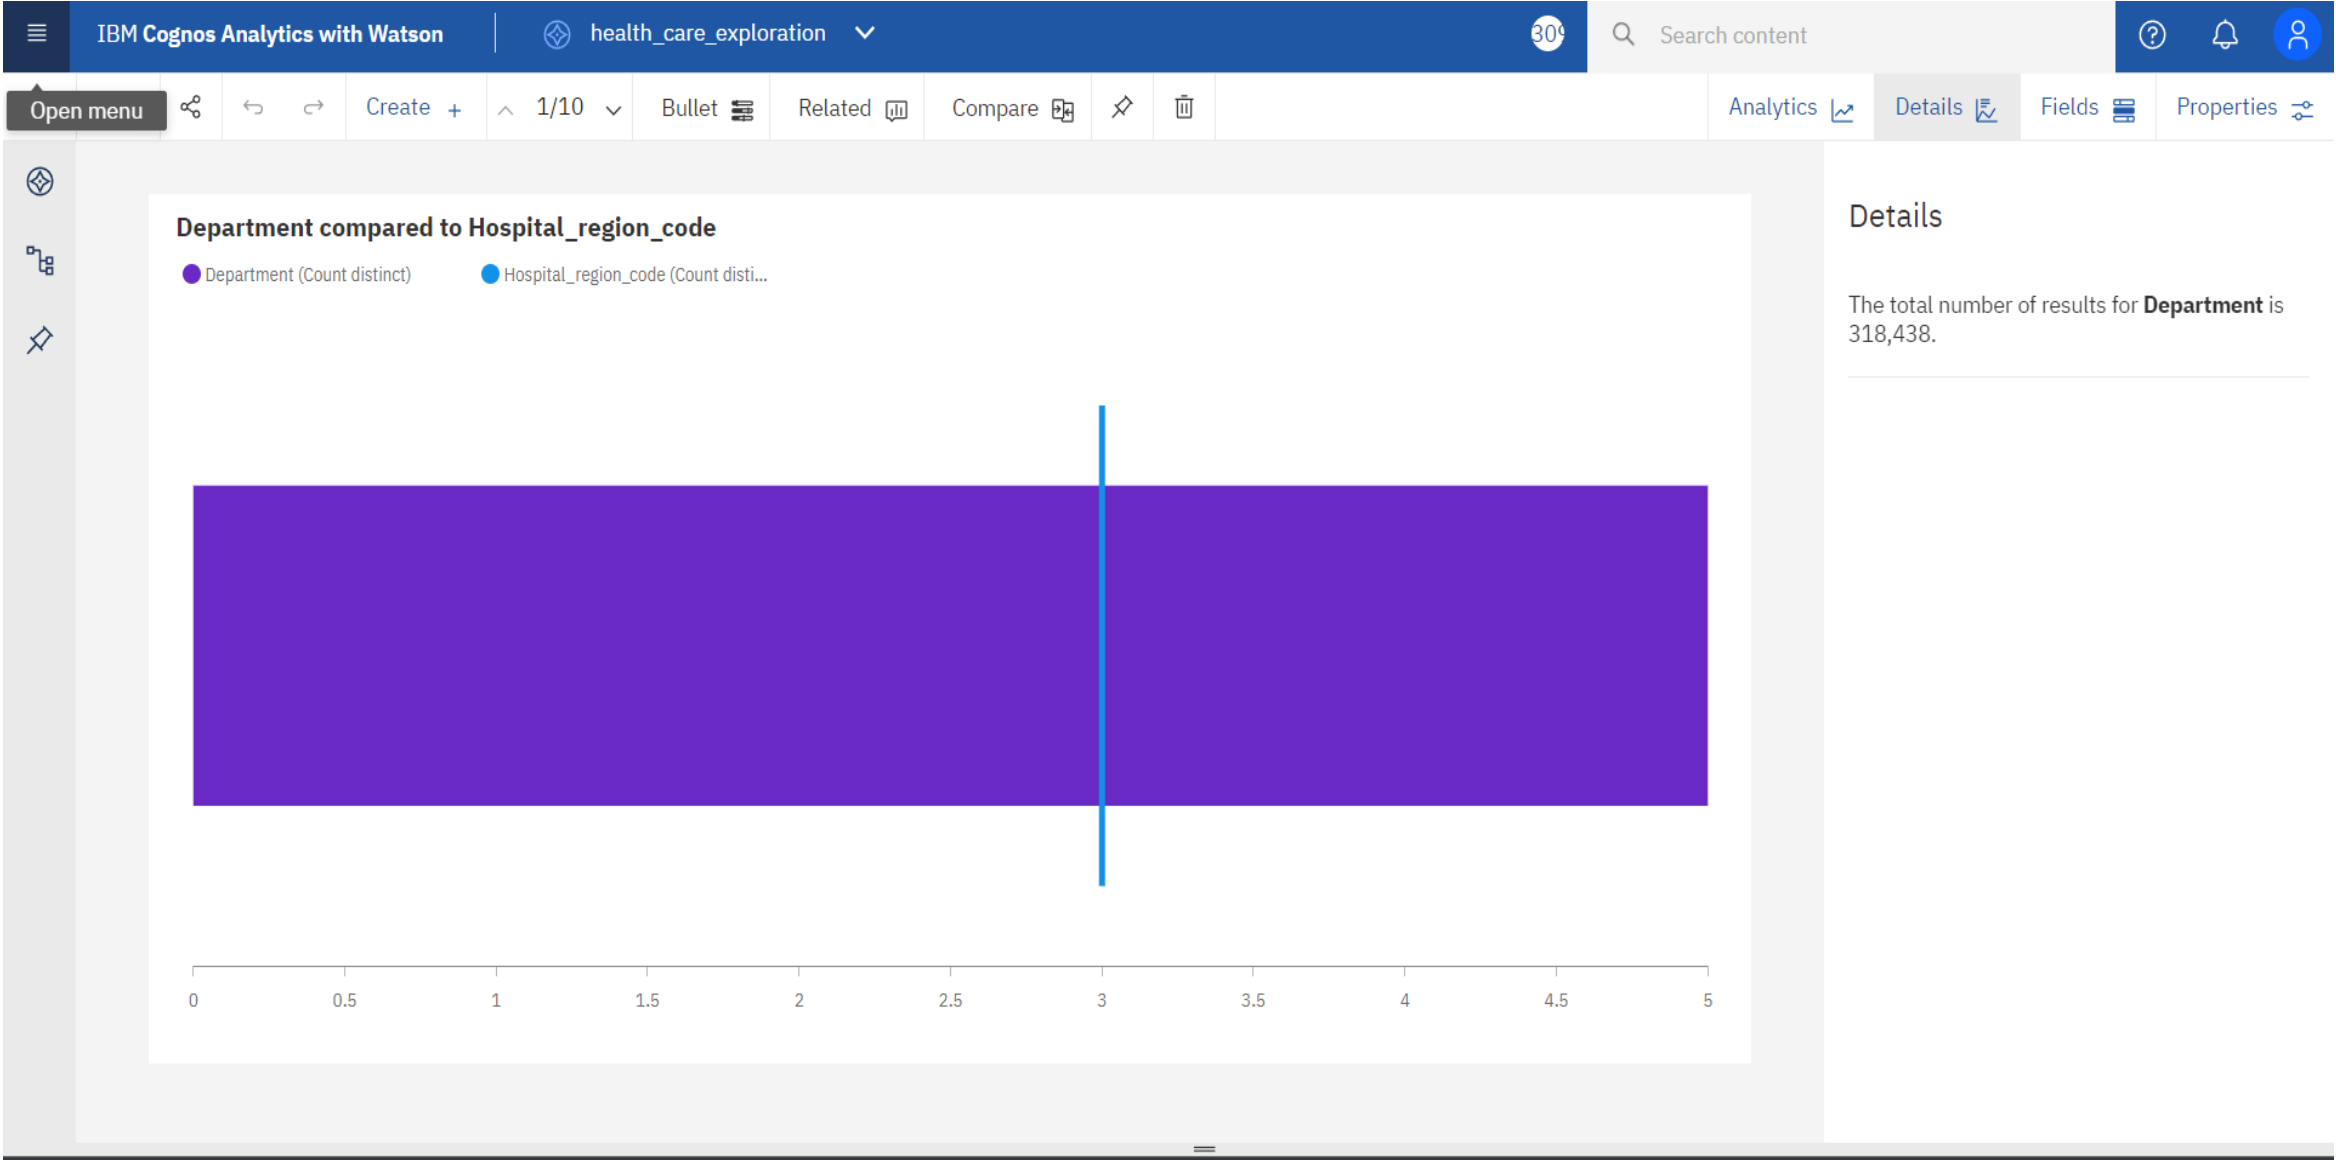 IBM Cognos Analytics with Watson
health_care_exploration
Search content
Open menu
Create +
1/10
Bullet
Related
Compare
Analytics
Details
Fields
Properties
Department compared to Hospital_region_code
Department (Count distinct)
Hospital_region_code (Count disti...
0 0.5 1 1.5 2 2.5 3 3.5 4 4.5 5
Details
The total number of results for Department is
318,438.